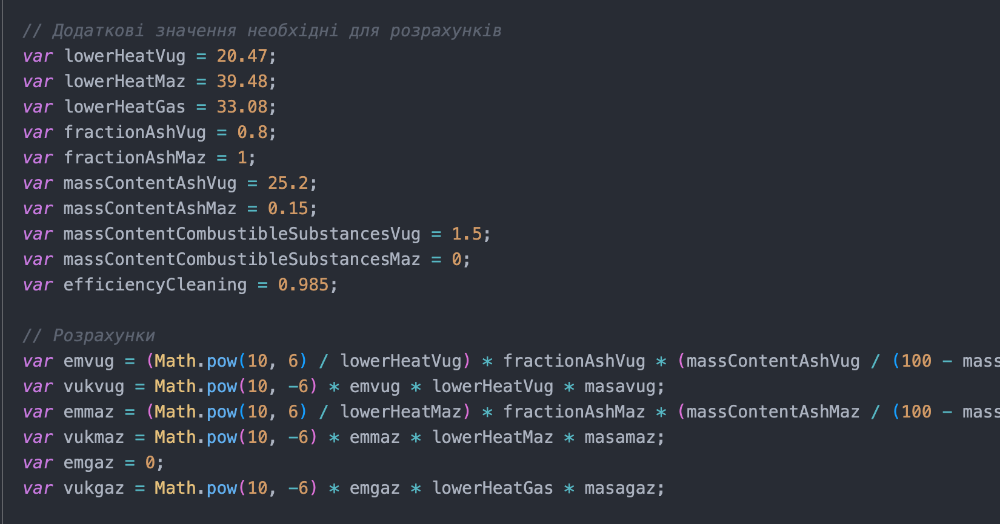 // Додаткові значення необхідні для розрахунків
var lowerHeatVug = 20.47;
var lowerHeatMaz = 39.48;
var lowerHeatGas = 33.08;
var fractionAshVug = 0.8;
var fractionAshMaz = 1;
var massContentAshVug = 25.2;
var massContentAshMaz = 0.15;
var massContentCombustibleSubstancesVug = 1.5;
var massContentCombustibleSubstancesMaz = 0;
var efficiencyCleaning = 0.985;
// Розрахунки
var emvug = (Math.pow(10, 6) / lowerHeatVug) * fractionAshVug * (massContentAshVug / (100 - mass
var vukvug = Math.pow(10, -6) * emvug * lowerHeatVug * masavug;
var emmaz = (Math.pow(10, 6) / lowerHeatMaz) * fractionAshMaz * (massContentAshMaz / (100 - mass
var vukmaz = Math.pow(10, -6) * emmaz * lowerHeatMaz * masamaz;
var emgaz = 0;
var vukgaz = Math.pow(10, -6) * emgaz * lowerHeatGas * masagaz;